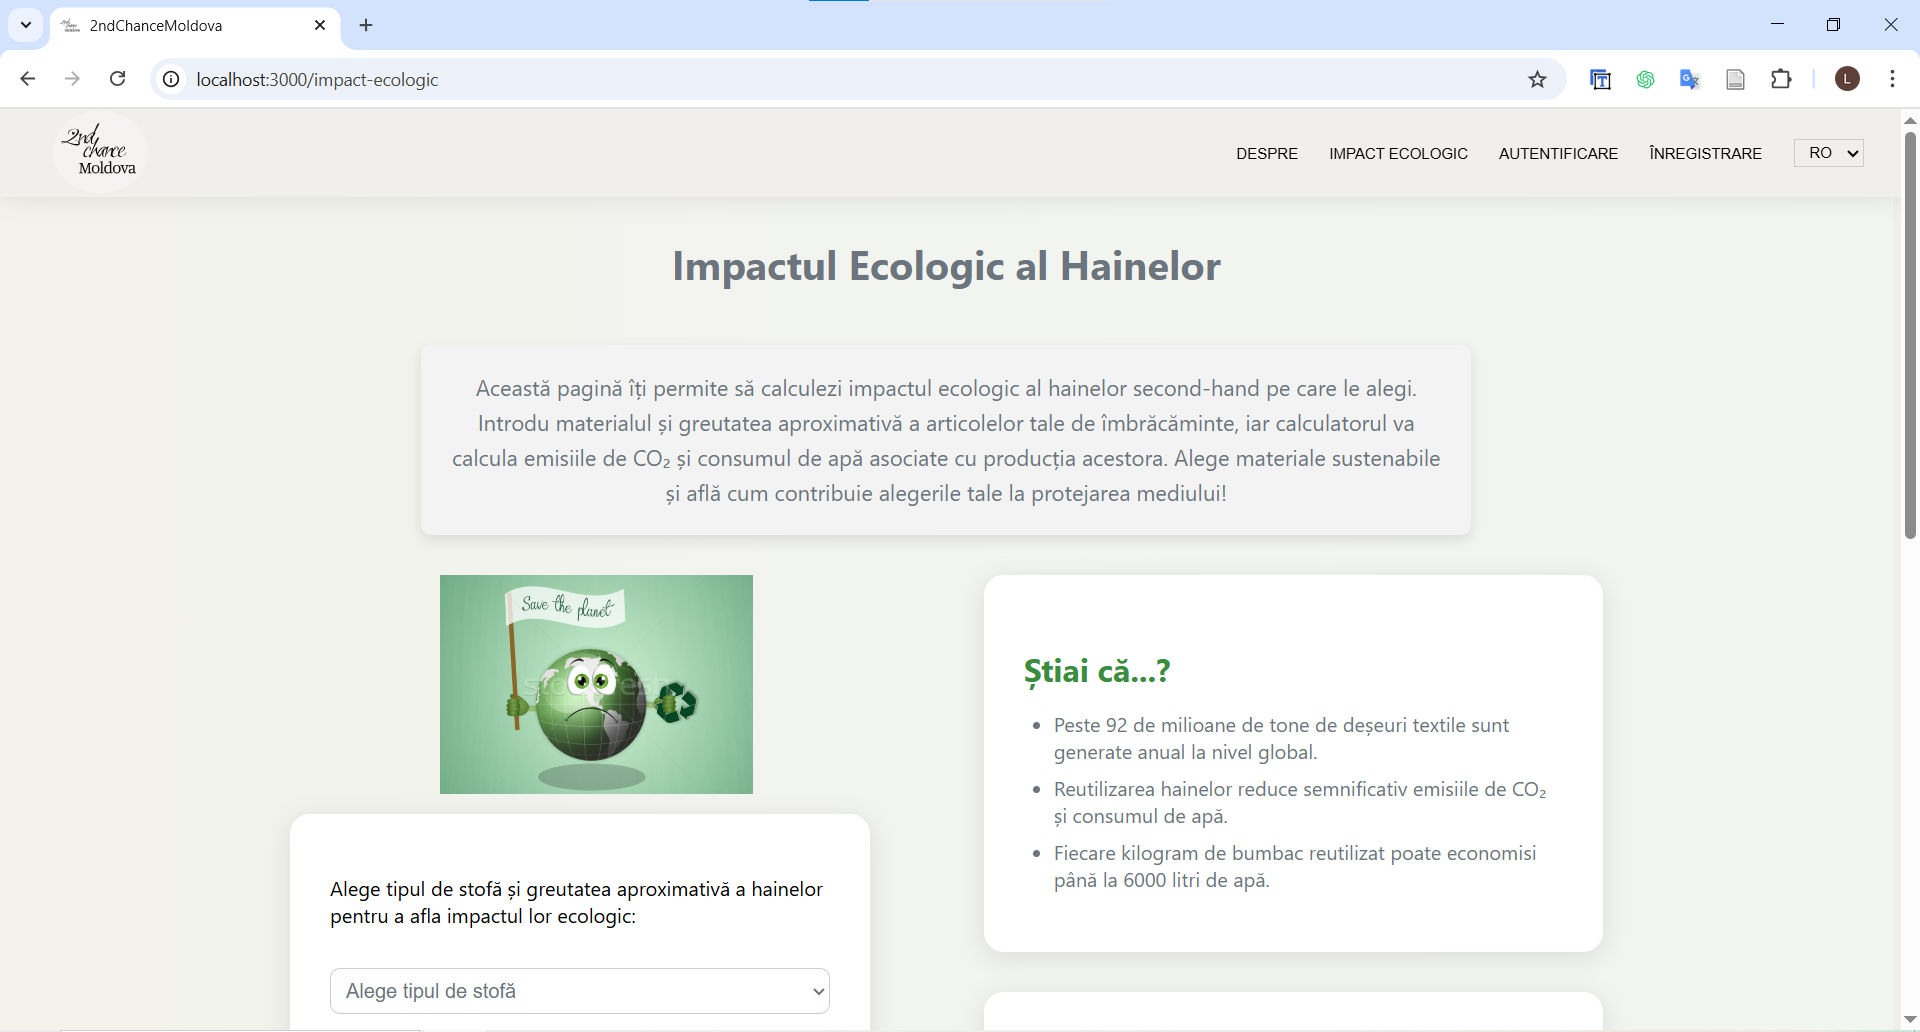 2ndChanceMoldova
localhost:3000/impact-ecologic
L
2nd
chance
Moldova
DESPRE
IMPACT ECOLOGIC
AUTENTIFICARE
ÎNREGISTRARE
RO
Impactul Ecologic al Hainelor
Această pagină îți permite să calculezi impactul ecologic al hainelor second-hand pe care le alegi.
Introdu materialul și greutatea aproximativă a articolelor tale de îmbrăcăminte, iar calculatorul va
calcula emisiile de CO₂ și consumul de apă asociate cu producția acestora. Alege materiale sustenabile
și află cum contribuie alegerile tale la protejarea mediului!
Save the planet
Alege tipul de stofă și greutatea aproximativă a hainelor
pentru a afla impactul lor ecologic:
Alege tipul de stofă
Știai că...?
Peste 92 de milioane de tone de deșeuri textile sunt
generate anual la nivel global.
Reutilizarea hainelor reduce semnificativ emisiile de CO₂
și consumul de apă.
Fiecare kilogram de bumbac reutilizat poate economisi
până la 6000 litri de apă.